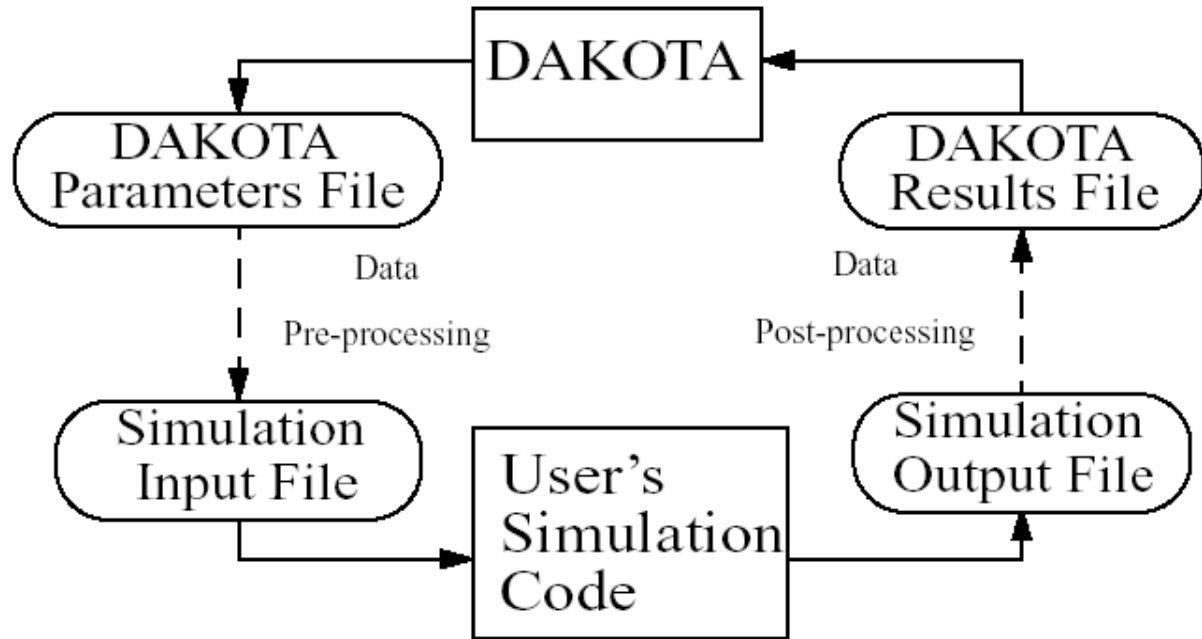 DAKOTA
DAKOTA
Parameters File
DAKOTA
Results File
Data
Pre-processing
Data
Post-processing
Simulation
Input File
User's
Simulation
Code
Simulation
Output File